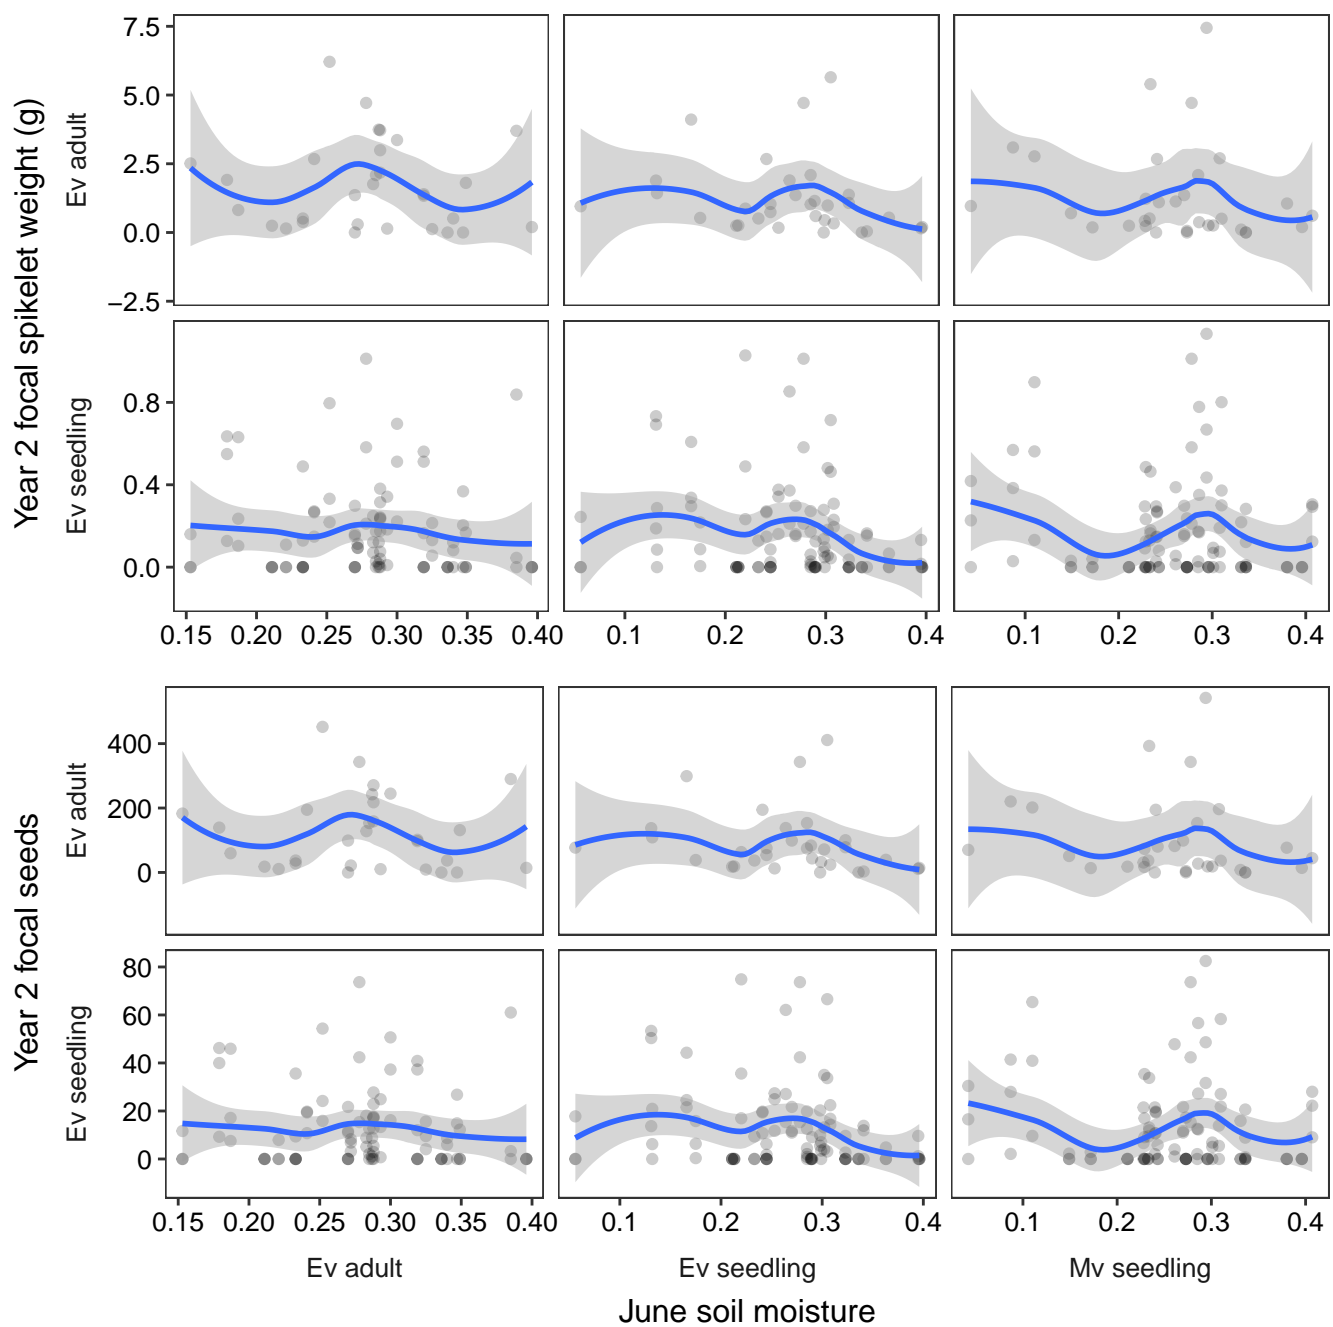 Year 2 focal spikelet weight (g)
Ev adult
7.5
5.0
2.5
0.0
−2.5
Ev seedling
0.8
0.4
0.0
0.15 0.20 0.25 0.30 0.35 0.40
0.1 0.2 0.3 0.4
0.1 0.2 0.3 0.4
Year 2 focal seeds
Ev adult
400
200
0
Ev seedling
80
60
40
20
0
0.15 0.20 0.25 0.30 0.35 0.40
0.1 0.2 0.3 0.4
0.1 0.2 0.3 0.4
Ev adult
Ev seedling
Mv seedling
June soil moisture